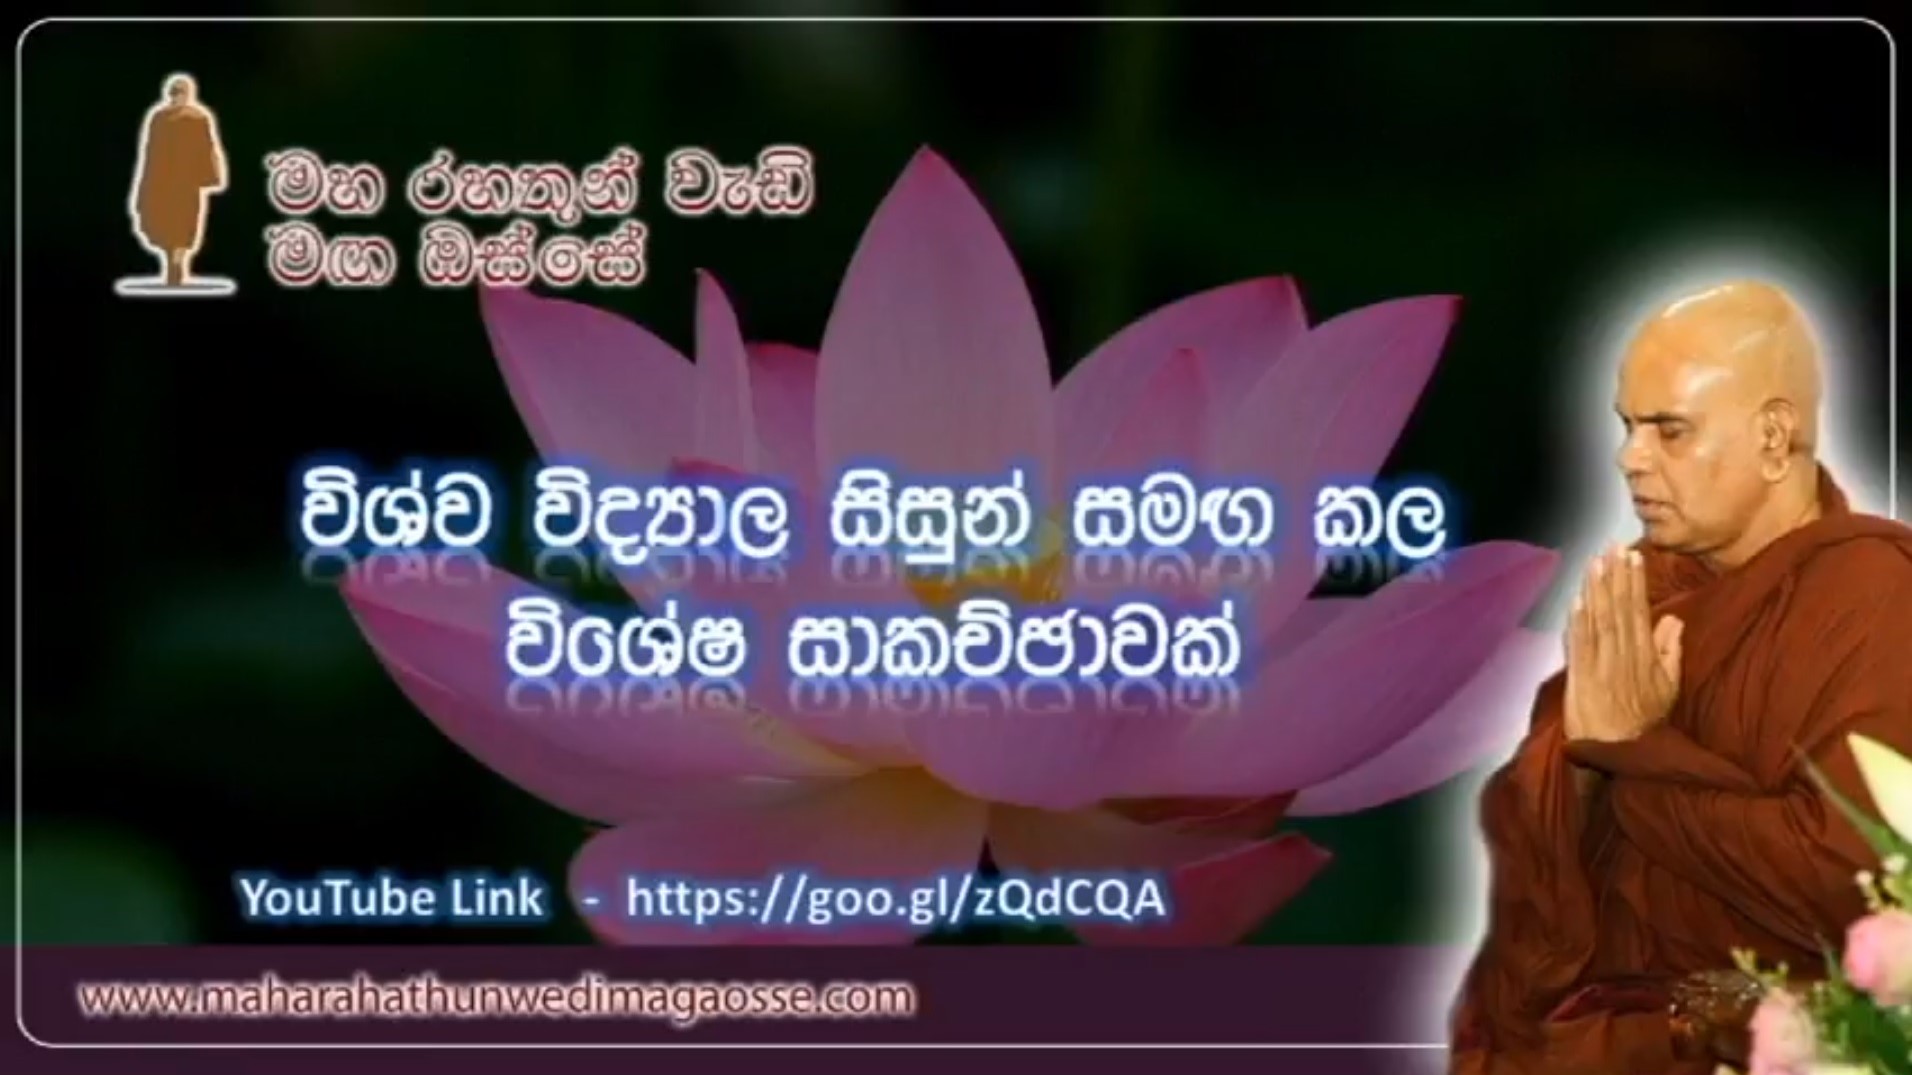 මහ රහතුන් වැඩි
මඟ ඔස්සේ
විශ්ව විද්‍යාල සිසුන් සමඟ කල
විශේෂ සාකච්ඡාවක්
YouTube Link - https://goo.gl/zQdCQA
www.maharahathunwedimagaosse.com